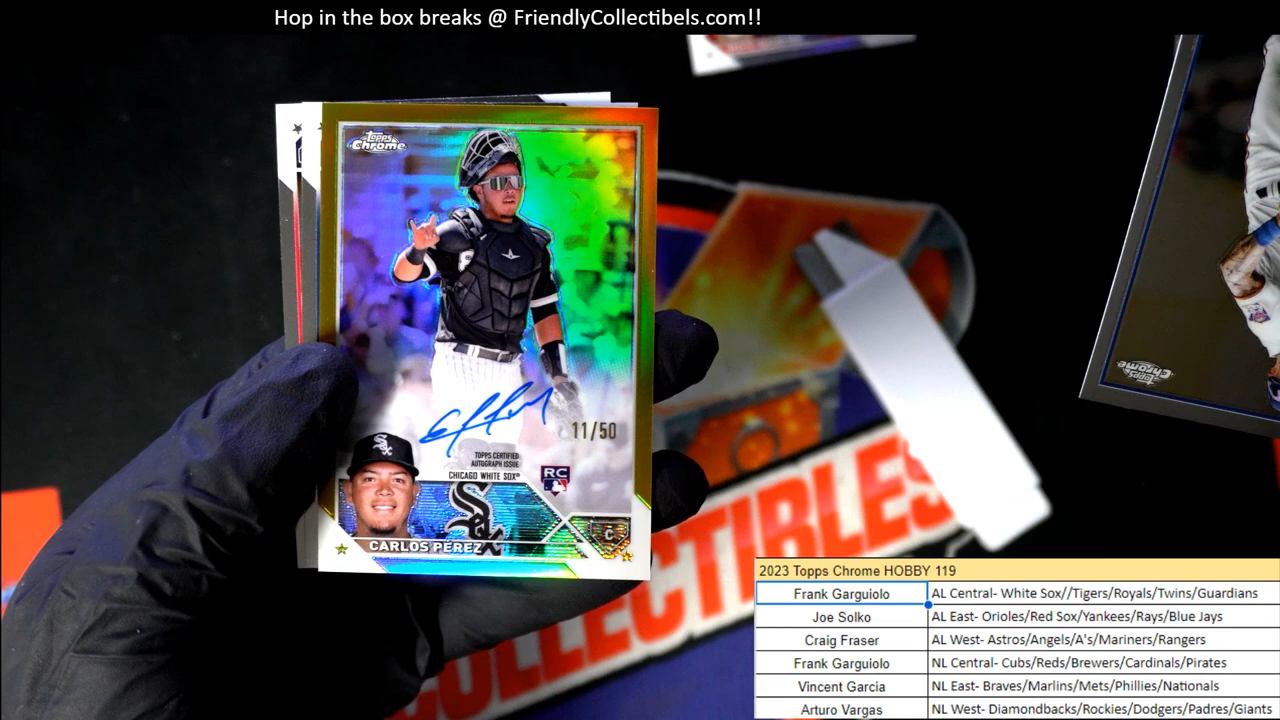 Hop in the box breaks @ FriendlyCollectibels.com!!
Topps
Chrome
11/50
TOPPS CERTIFIED
AUTOGRAPH ISSUE
CHICAGO WHITE SOX®
RC
Sox
C
CARLOS PÉREZ
Topps
Chrome
COLLECTIBLES
2023 Topps Chrome HOBBY 119
Frank Garguiolo AL Central- White Sox//Tigers/Royals/Twins/Guardians
Joe Solko AL East- Orioles/Red Sox/Yankees/Rays/Blue Jays
Craig Fraser AL West- Astros/Angels/A's/Mariners/Rangers
Frank Garguiolo NL Central- Cubs/Reds/Brewers/Cardinals/Pirates
Vincent Garcia NL East- Braves/Marlins/Mets/Phillies/Nationals
Arturo Vargas NL West- Diamondbacks/Rockies/Dodgers/Padres/Giants